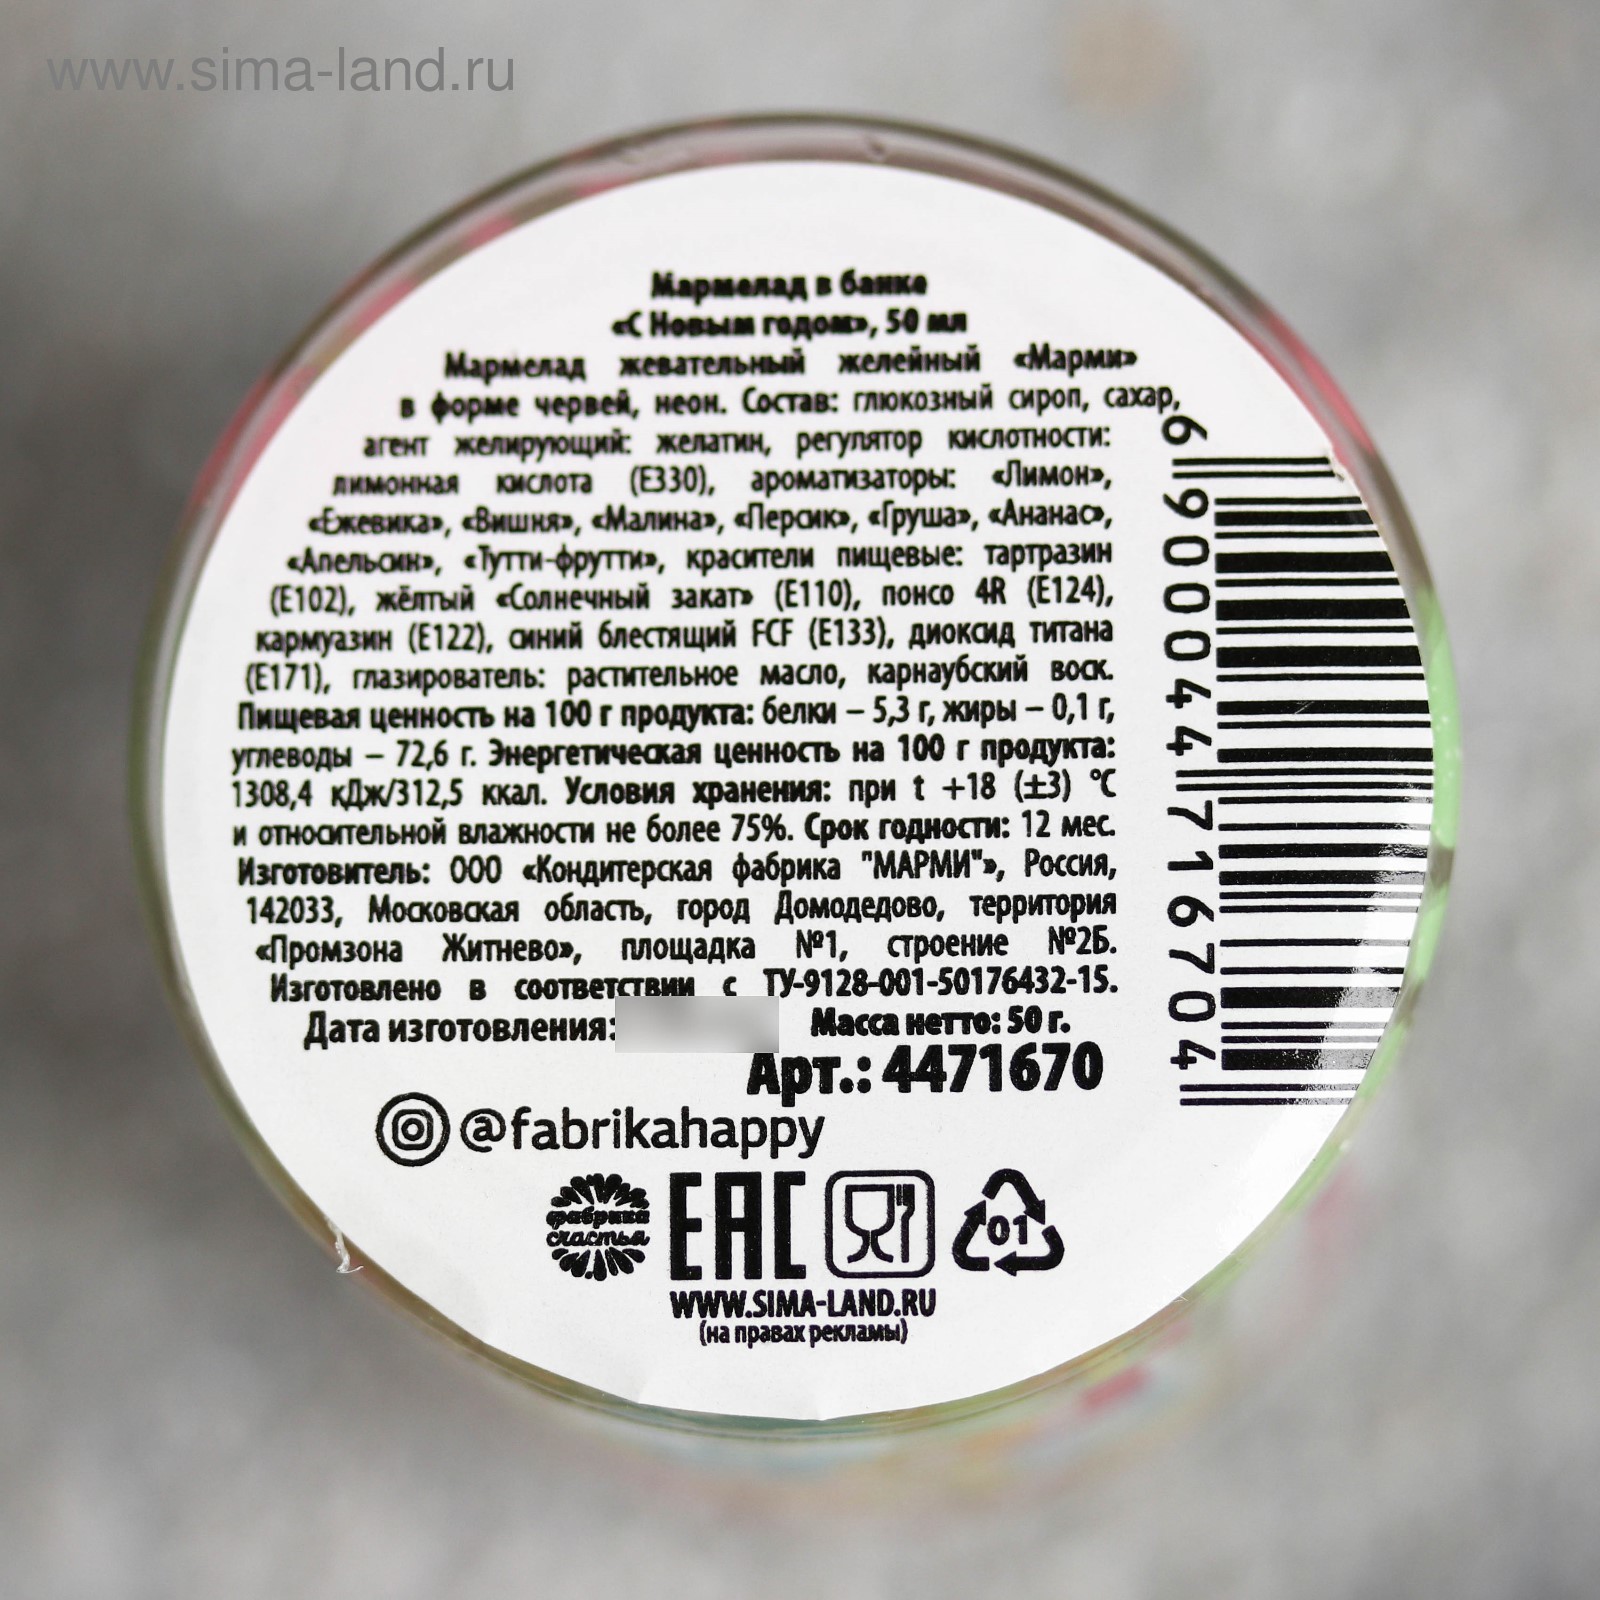 www.sima-land.ru
Мармелад в банке
«С Новым годом», 50 мл
Мармелад жевательный желейный «Марми»
в форме червей, неон. Состав: глюкозный сироп, сахар,
агент желирующий: желатин, регулятор кислотности:
лимонная кислота (Е330), ароматизаторы: «Лимон»,
«Ежевика», «Вишня», «Малина», «Персик», «Груша», «Ананас»,
«Апельсин», «Тутти-фрутти», красители пищевые: тартразин
(Е102), жёлтый «Солнечный закат» (Е110), понсо 4R (Е124),
кармуазин (Е122), синий блестящий FCF (Е133), диоксид титана
(Е171), глазирователь: растительное масло, карнаубский воск.
Пищевая ценность на 100 г продукта: белки – 5,3 г, жиры – 0,1 г,
углеводы – 72,6 г. Энергетическая ценность на 100 г продукта:
1308,4 кДж/312,5 ккал. Условия хранения: при t +18 (±3) °C
и относительной влажности не более 75%. Срок годности: 12 мес.
Изготовитель: ООО «Кондитерская фабрика "МАРМИ"», Россия,
142033, Московская область, город Домодедово, территория
«Промзона Житнево», площадка №1, строение №2Б.
Изготовлено в соответствии с ТУ-9128-001-50176432-15.
Дата изготовления: Масса нетто: 50 г.
Арт.: 4471670
@fabrikahappy
фабрика
счастья
EAC
01
WWW.SIMA-LAND.RU
(на правах рекламы)
6 900044 716704